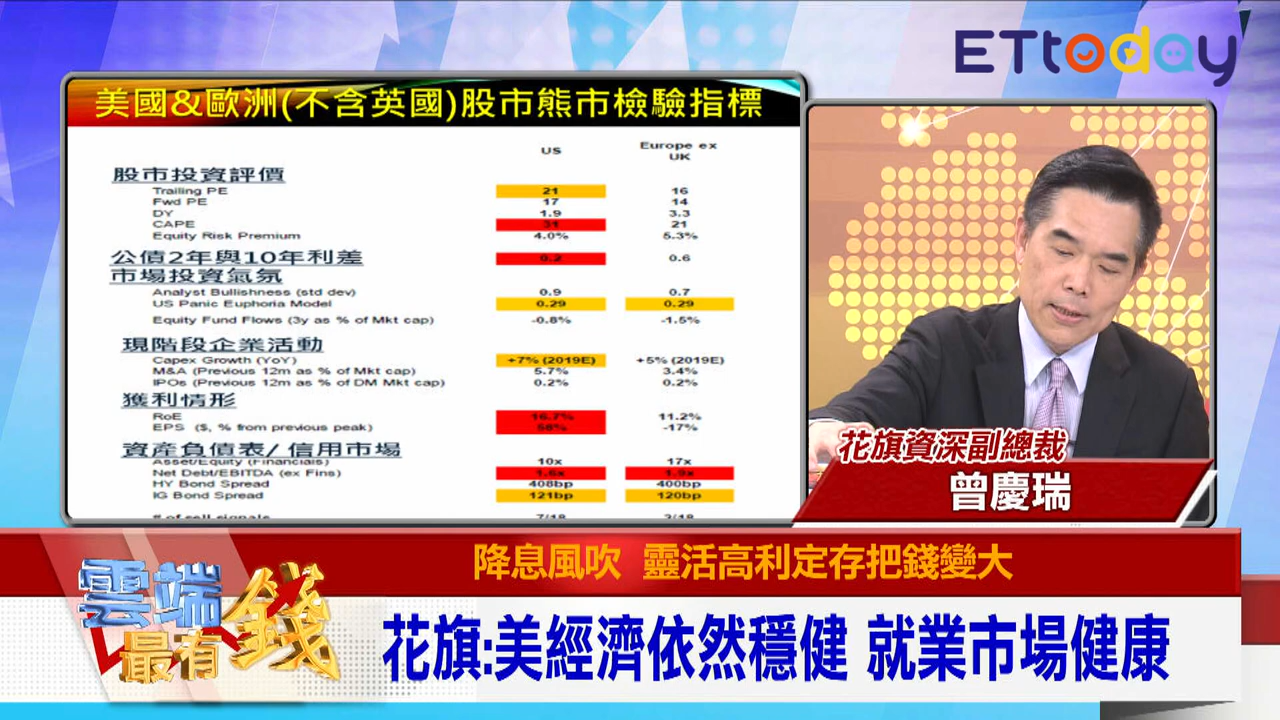 ETtoday
美國&歐洲(不含英國)股市熊市檢驗指標
US Europe ex UK
股市投資評價
Trailing PE 21 16
Fwd PE 17 14
DY 1.9 3.3
CAPE 31 21
Equity Risk Premium 4.0% 5.3%
公債2年與10年利差 0.2 0.6
市場投資氣氛
Analyst Bullishness (std dev) 0.9 0.7
US Panic Euphoria Model 0.29 0.29
Equity Fund Flows (3y as % of Mkt cap) -0.8% -1.5%
現階段企業活動
Capex Growth (YoY) +7% (2019E) +5% (2019E)
M&A (Previous 12m as % of Mkt cap) 5.7% 3.4%
IPOs (Previous 12m as % of DM Mkt cap) 0.2% 0.2%
獲利情形
RoE 16.7% 11.2%
EPS ($, % from previous peak) 58% -17%
資產負債表/信用市場
Asset/Equity (Financials) 10x 17x
Net Debt/EBITDA (ex Fins)
HY Bond Spread 408bp 400bp
IG Bond Spread 121bp 120bp
# of sell signals 7/18 3/18
花旗資深副總裁
曾慶瑞
降息風吹 靈活高利定存把錢變大
雲端最有錢
花旗:美經濟依然穩健 就業市場健康